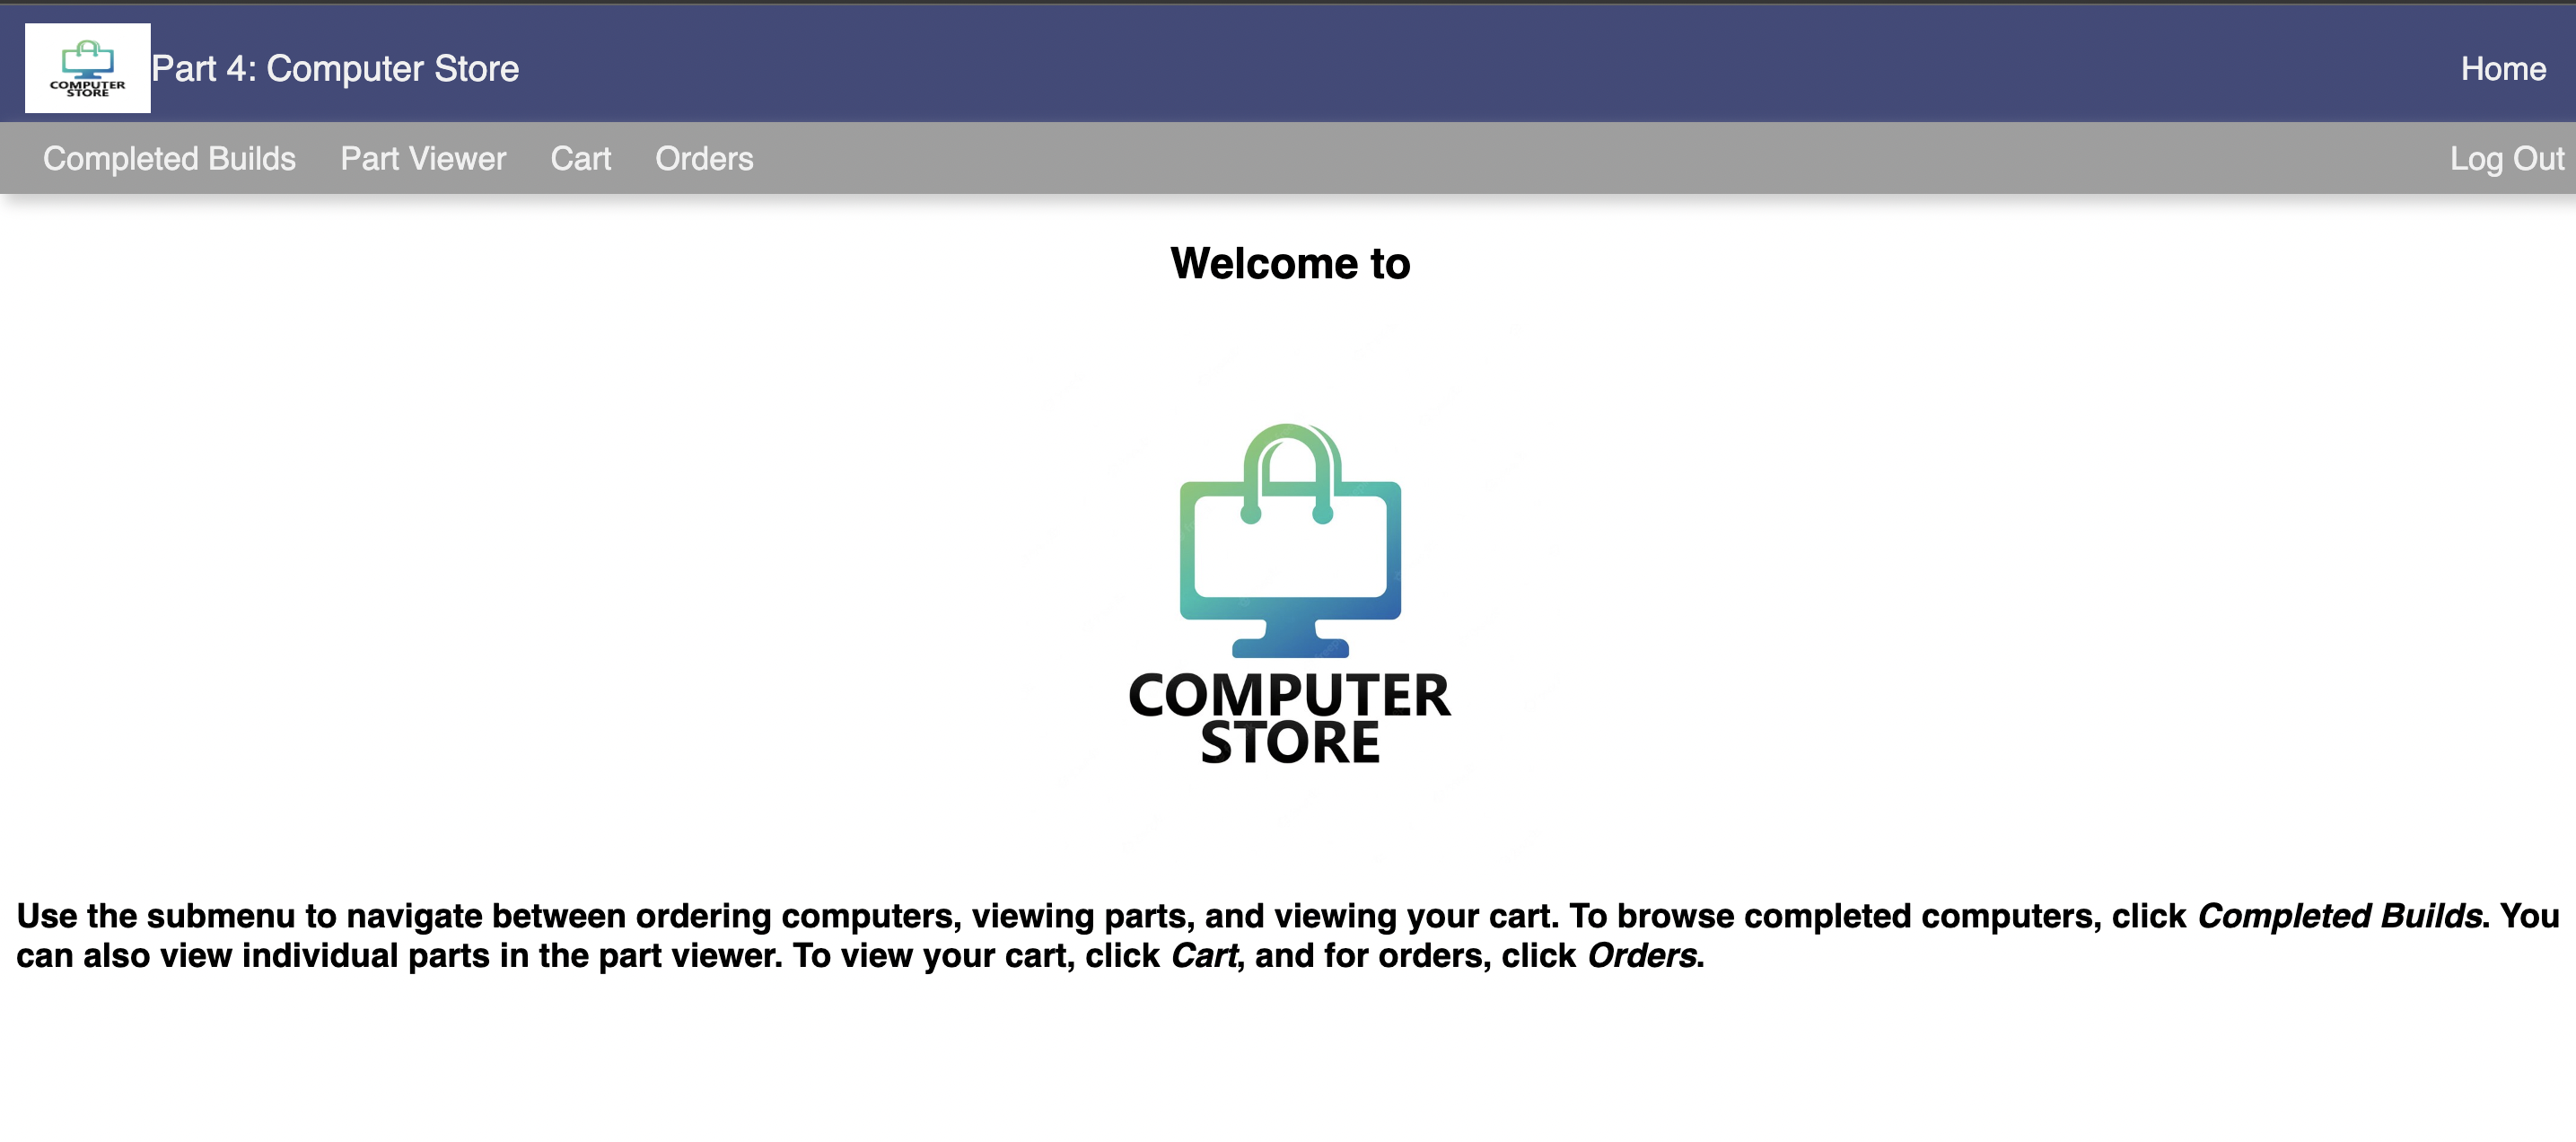 COMPUTER
STORE
Part 4: Computer Store
Home
Completed Builds
Part Viewer
Cart
Orders
Log Out
Welcome to
COMPUTER
STORE
Use the submenu to navigate between ordering computers, viewing parts, and viewing your cart. To browse completed computers, click Completed Builds. You
can also view individual parts in the part viewer. To view your cart, click Cart, and for orders, click Orders.